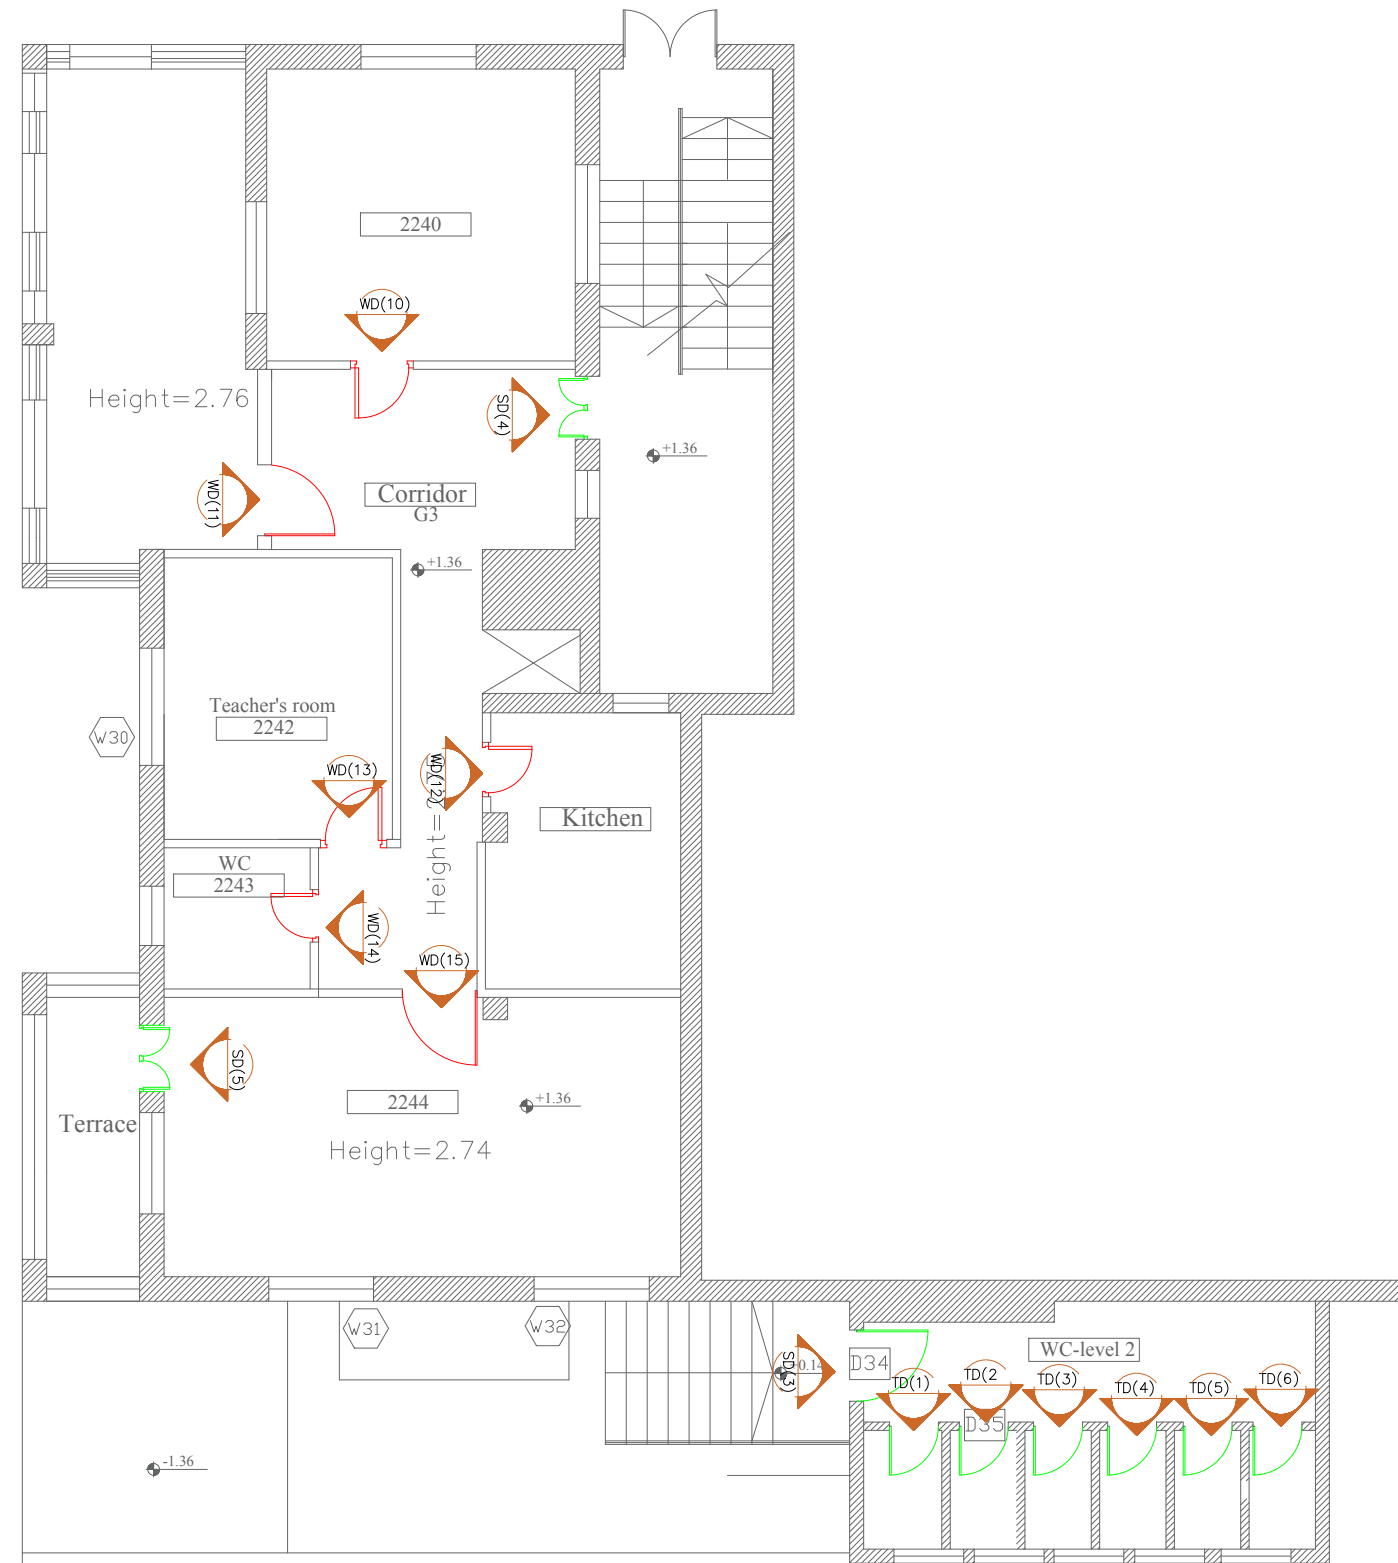 2240
WD(10)
Height=2.76
SD(4)
+1.36
WD(11)
Corridor
G3
+1.36
Teacher's room
2242
W30
WD(13)
WD(12)
Height=
Kitchen
WC
2243
WD(14)
WD(15)
SD(5)
2244
+1.36
Terrace
Height=2.74
W31
W32
SD(3)
0.14
D34
WC-level 2
TD(1)
TD(2
TD(3)
TD(4)
TD(5)
TD(6)
D35
-1.36